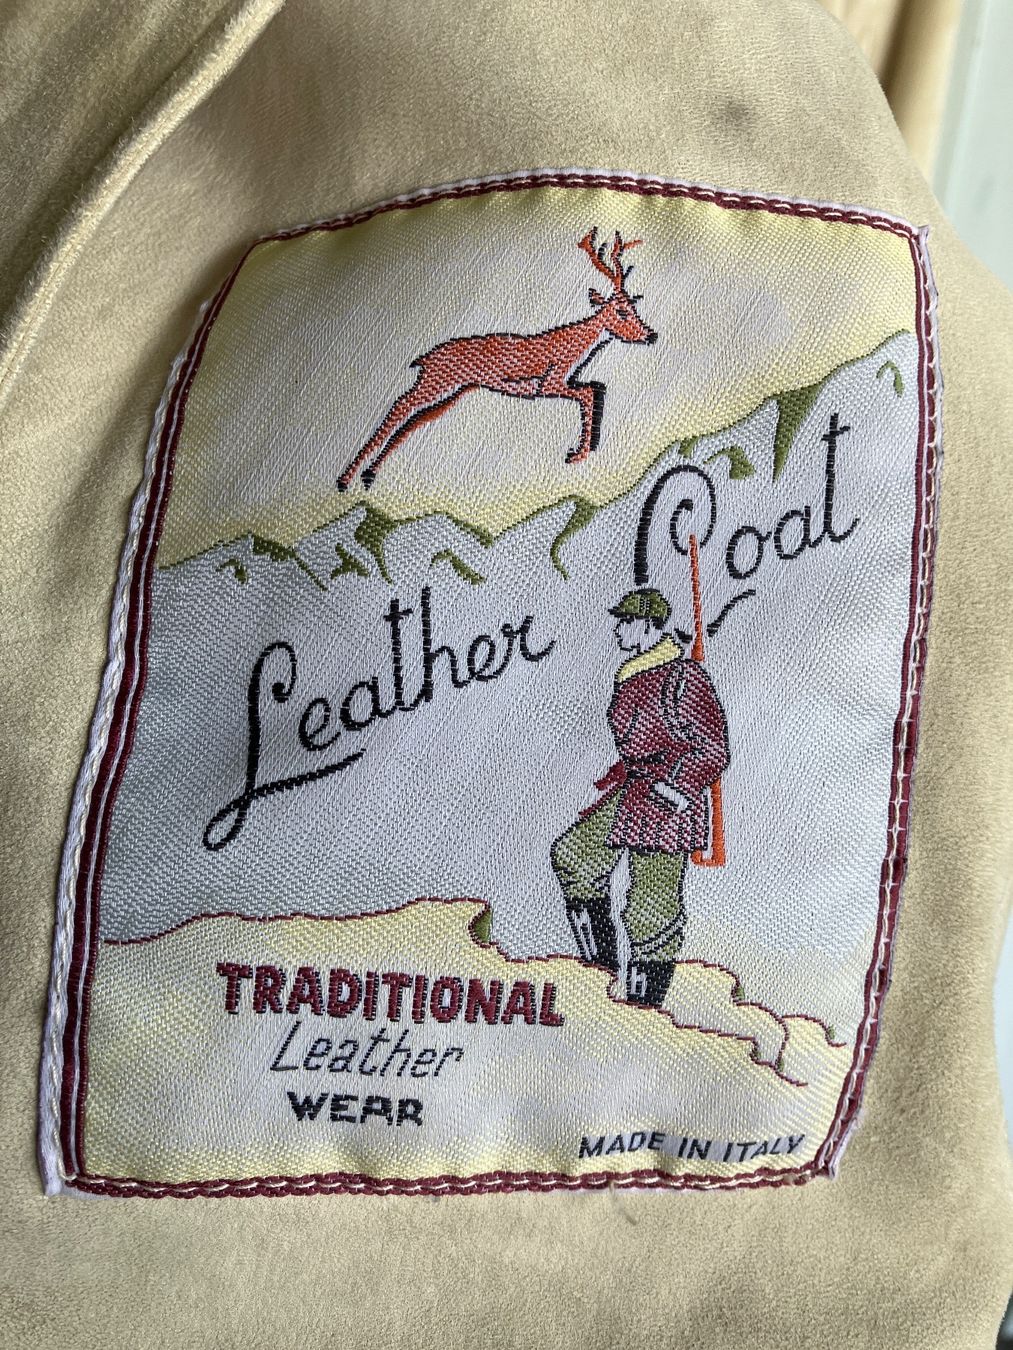 Leather Coat
TRADITIONAL
Leather
WEAR
MADE IN ITALY